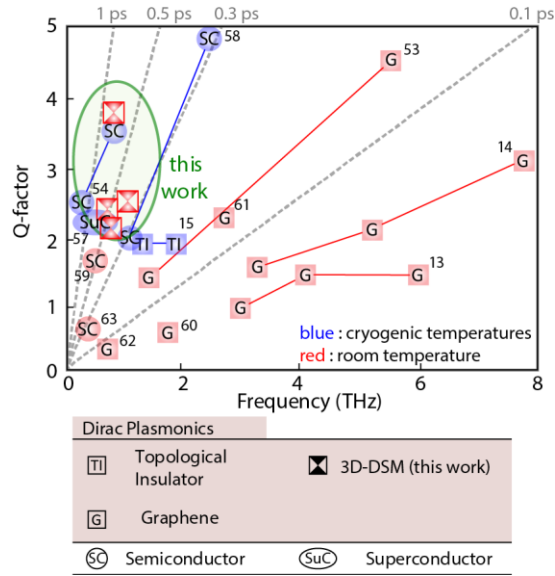 1 ps 0.5 ps 0.3 ps 0.1 ps
5
SC 58
53
G
4
SC
14
G
this
work
3
54
SC
61
G
G
SuC
15
57
SC TI TI
2
Q-factor
SC
59
G
G
G
G
13
1
G
63
SC
G 60
blue : cryogenic temperatures
G 62
red : room temperature
0
0 2 4 6 8
Frequency (THz)
Dirac Plasmonics
TI Topological
Insulator
3D-DSM (this work)
G Graphene
SC Semiconductor SuC Superconductor